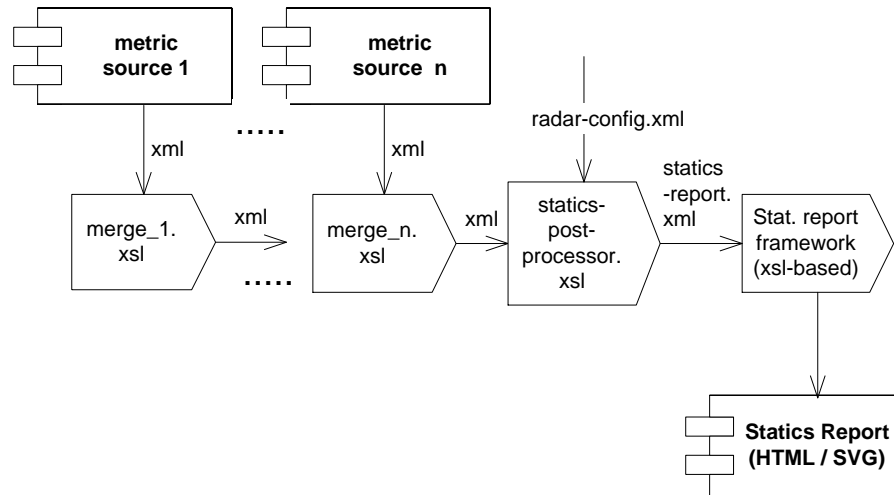 metric
source 1
metric
source n
.....
radar-config.xml
xml
xml
statics
-report.
xml
merge_1.
xsl
xml
merge_n.
xsl
xml
statics-
post-
processor.
xsl
Stat. report
framework
(xsl-based)
.....
Statics Report
(HTML / SVG)